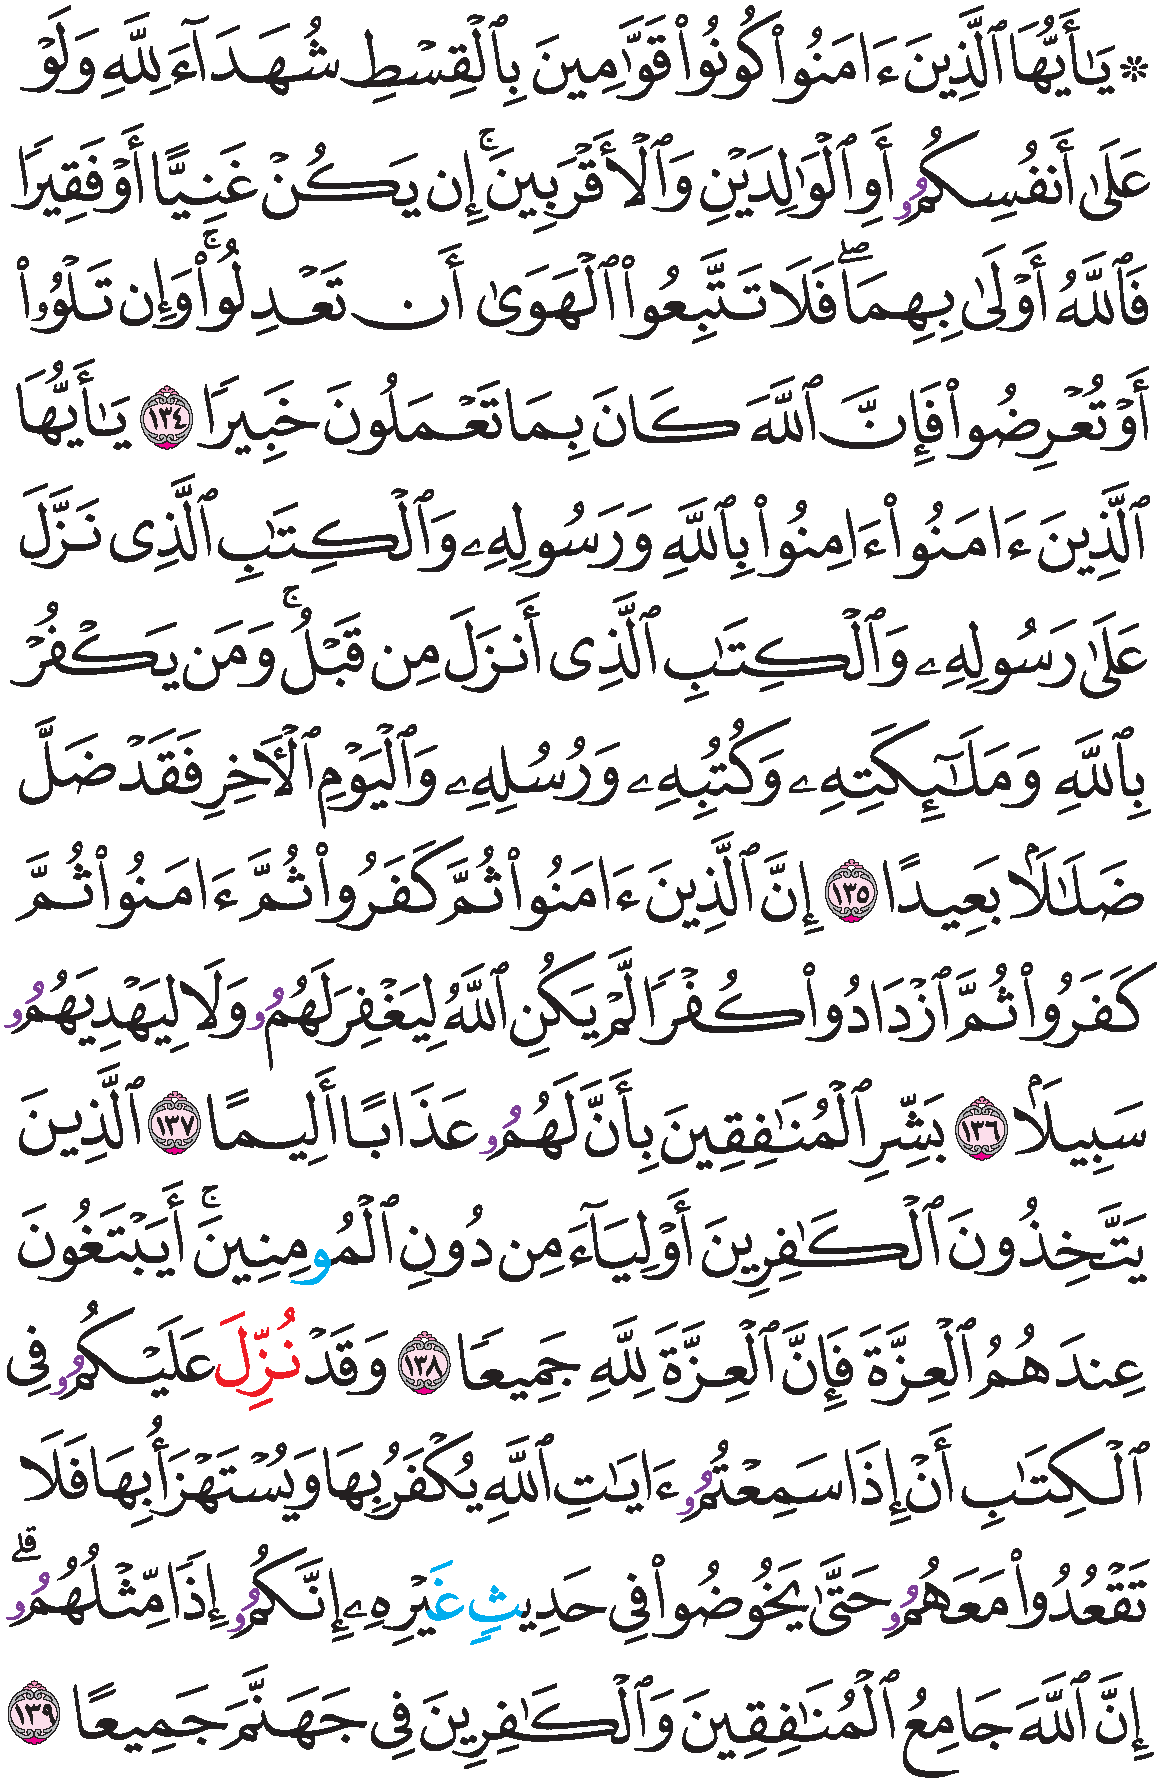 ۞ يَٰٓأَيُّهَا ٱلَّذِينَ ءَامَنُواْ كُونُواْ قَوَّٰمِينَ بِٱلْقِسْطِ شُهَدَآءَ لِلَّهِ وَلَوْ
عَلَىٰٓ أَنفُسِكُمُۥٓ أَوِ ٱلْوَٰلِدَيْنِ وَٱلْأَقْرَبِينَۚ إِن يَكُنْ غَنِيًّا أَوْ فَقِيرًا
فَٱللَّهُ أَوْلَىٰ بِهِمَاۖ فَلَا تَتَّبِعُواْ ٱلْهَوَىٰٓ أَن تَعْدِلُواْۚ وَإِن تَلْوُۥٓاْ
أَوْ تُعْرِضُواْ فَإِنَّ ٱللَّهَ كَانَ بِمَا تَعْمَلُونَ خَبِيرًا ١٣٤ يَٰٓأَيُّهَا
ٱلَّذِينَ ءَامَنُوٓاْ ءَامِنُواْ بِٱللَّهِ وَرَسُولِهِۦ وَٱلْكِتَٰبِ ٱلَّذِى نَزَّلَ
عَلَىٰ رَسُولِهِۦ وَٱلْكِتَٰبِ ٱلَّذِىٓ أَنزَلَ مِن قَبْلُۚ وَمَن يَكْفُرْ
بِٱللَّهِ وَمَلَٰٓئِكَتِهِۦ وَكُتُبِهِۦ وَرُسُلِهِۦ وَٱلْيَوْمِ ٱلْأَخِرِ فَقَدْ ضَلَّ
ضَلَٰلَۢا بَعِيدًا ١٣٥ إِنَّ ٱلَّذِينَ ءَامَنُواْ ثُمَّ كَفَرُواْ ثُمَّ ءَامَنُواْ ثُمَّ
كَفَرُواْ ثُمَّ ٱزْدَادُواْ كُفْرًا لَّمْ يَكُنِ ٱللَّهُ لِيَغْفِرَ لَهُمُۥ وَلَا لِيَهْدِيَهُمُۥ
سَبِيلَۢا ١٣٦ بَشِّرِ ٱلْمُنَٰفِقِينَ بِأَنَّ لَهُمُۥ عَذَابًا أَلِيمًا ١٣٧ ٱلَّذِينَ
يَتَّخِذُونَ ٱلْكَٰفِرِينَ أَوْلِيَآءَ مِن دُونِ ٱلْمُومِنِينَۚ أَيَبْتَغُونَ
عِندَهُمُ ٱلْعِزَّةَ فَإِنَّ ٱلْعِزَّةَ لِلَّهِ جَمِيعًا ١٣٨ وَقَدْ نُزِّلَ عَلَيْكُمُۥ فِى
ٱلْكِتَٰبِ أَنْ إِذَا سَمِعْتُمُۥٓ ءَايَٰتِ ٱللَّهِ يُكْفَرُ بِهَا وَيُسْتَهْزَأُ بِهَا فَلَا
تَقْعُدُواْ مَعَهُمُۥ حَتَّىٰ يَخُوضُواْ فِى حَدِيثٍ غَيْرِهِۦٓ إِنَّكُمُۥٓ إِذًا مِّثْلُهُمُۥٓۗ
إِنَّ ٱللَّهَ جَامِعُ ٱلْمُنَٰفِقِينَ وَٱلْكَٰفِرِينَ فِى جَهَنَّمَ جَمِيعًا ١٣٩